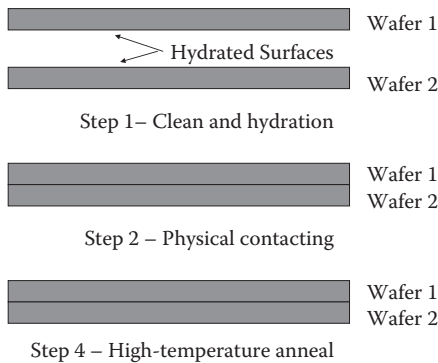 Wafer 1
Hydrated Surfaces
Wafer 2
Step 1– Clean and hydration
Wafer 1
Wafer 2
Step 2 – Physical contacting
Wafer 1
Wafer 2
Step 4 – High-temperature anneal